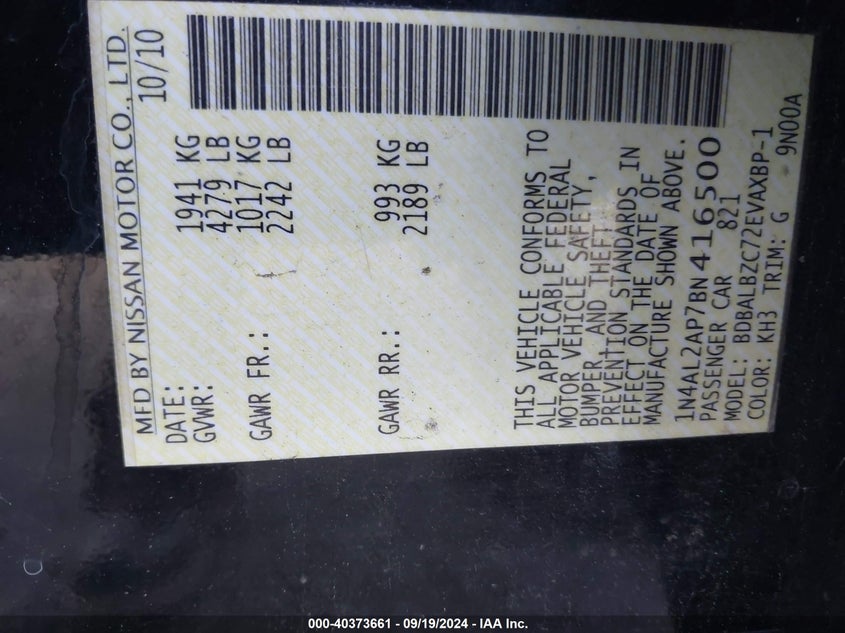 MFD BY NISSAN MOTOR CO., LTD.
DATE: 10/10
GVWR: 1941 KG
4279 LB
GAWR FR.: 1017 KG
2242 LB
GAWR RR.: 993 KG
2189 LB
THIS VEHICLE CONFORMS TO
ALL APPLICABLE FEDERAL
MOTOR VEHICLE SAFETY,
BUMPER, AND THEFT
PREVENTION STANDARDS IN
EFFECT ON THE DATE OF
MANUFACTURE SHOWN ABOVE.
1N4AL2AP7BN416500
PASSENGER CAR 821
MODEL: BDBALBZC72EVAXBP-1
COLOR: KH3 TRIM: G 9N00A
000-40373661 - 09/19/2024 - IAA Inc.